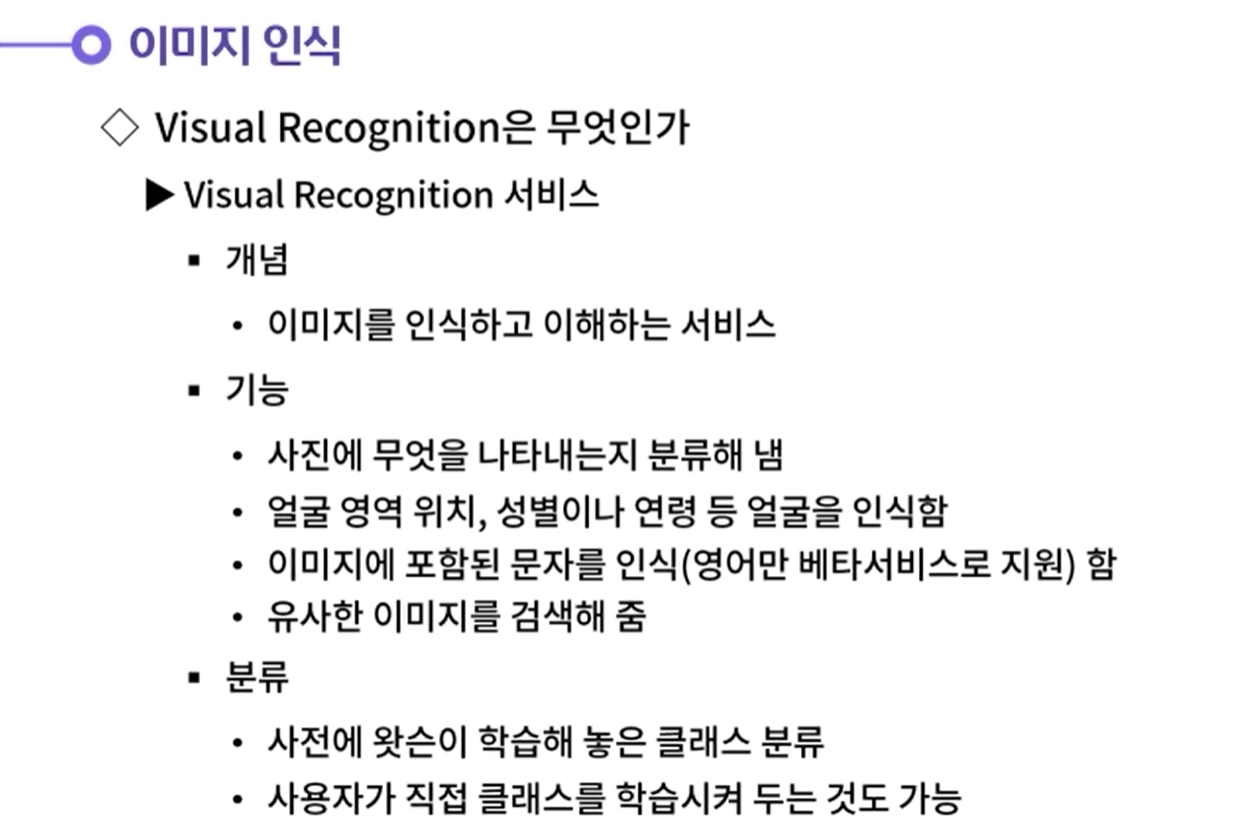 이미지 인식
◇ Visual Recognition은 무엇인가
▶ Visual Recognition 서비스
▪ 개념
• 이미지를 인식하고 이해하는 서비스
▪ 기능
• 사진에 무엇을 나타내는지 분류해 냄
• 얼굴 영역 위치, 성별이나 연령 등 얼굴을 인식함
• 이미지에 포함된 문자를 인식(영어만 베타서비스로 지원) 함
• 유사한 이미지를 검색해 줌
▪ 분류
• 사전에 왓슨이 학습해 놓은 클래스 분류
• 사용자가 직접 클래스를 학습시켜 두는 것도 가능